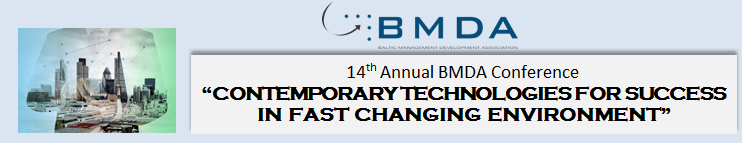 BMDA
BALTIC MANAGEMENT DEVELOPMENT ASSOCIATION
14th Annual BMDA Conference
“CONTEMPORARY TECHNOLOGIES FOR SUCCESS
IN FAST CHANGING ENVIRONMENT”